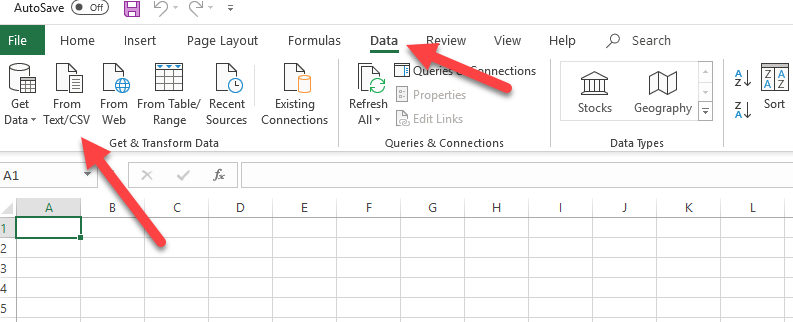 AutoSave Off
File Home Insert Page Layout Formulas Data Review View Help Search
Get Data From Text/CSV From Web From Table/ Range Recent Sources Existing Connections Refresh All Queries & Connections Properties Edit Links Stocks Geography A Z Z A Z A A Z Sort
Get & Transform Data Queries & Connections Data Types
A1 fx
A B C D E F G H I J K L
1
2
3
4
5